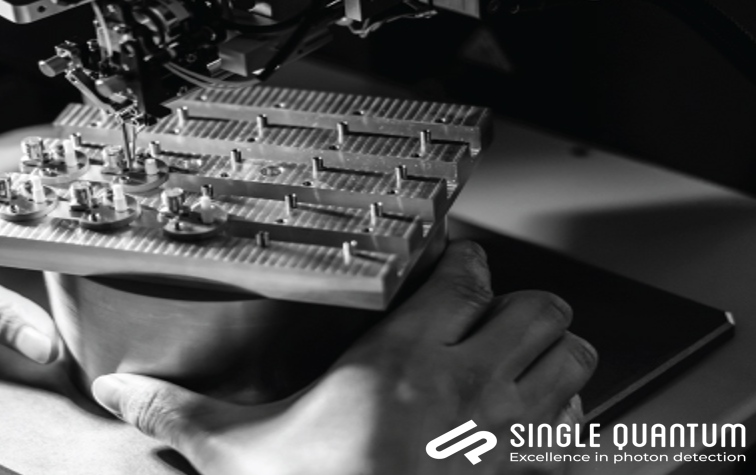 SINGLE QUANTUM
Excellence in photon detection